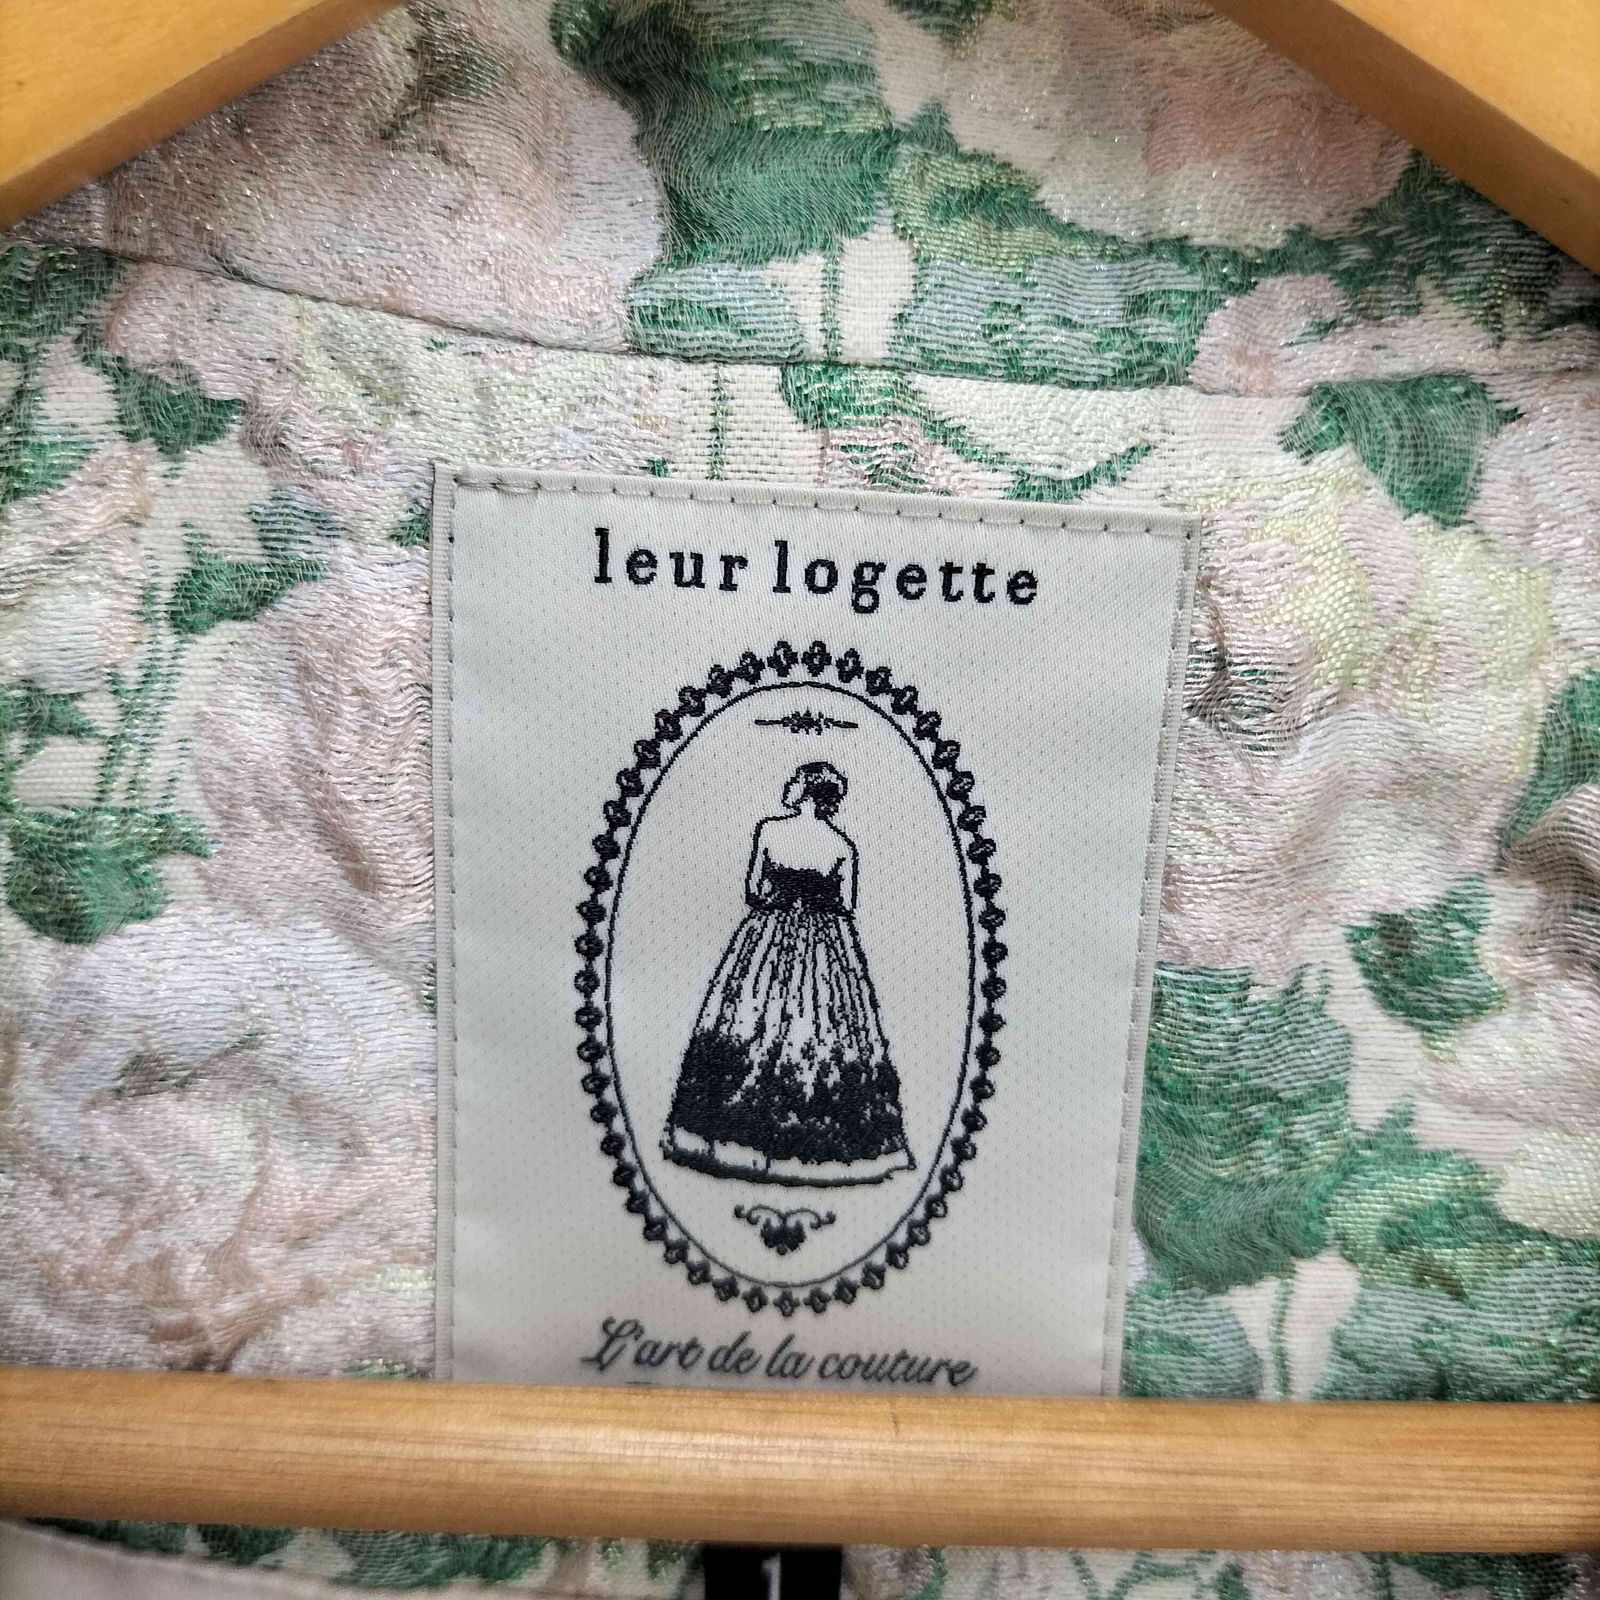 leur logette
L'art de la couture